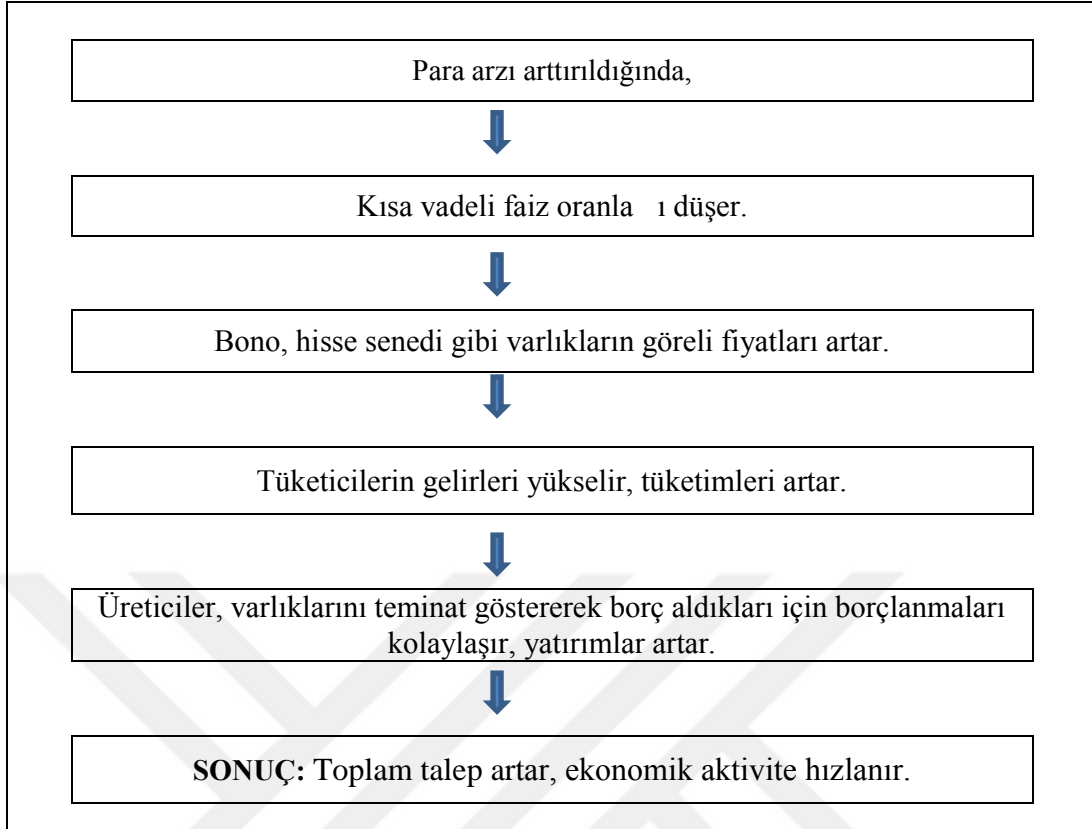 Para arzı arttırıldığında,
Kısa vadeli faiz oranla ı düşer.
Bono, hisse senedi gibi varlıkların göreli fiyatları artar.
Tüketicilerin gelirleri yükselir, tüketimleri artar.
Üreticiler, varlıklarını teminat göstererek borç aldıkları için borçlanmaları
kolaylaşır, yatırımlar artar.
SONUÇ: Toplam talep artar, ekonomik aktivite hızlanır.